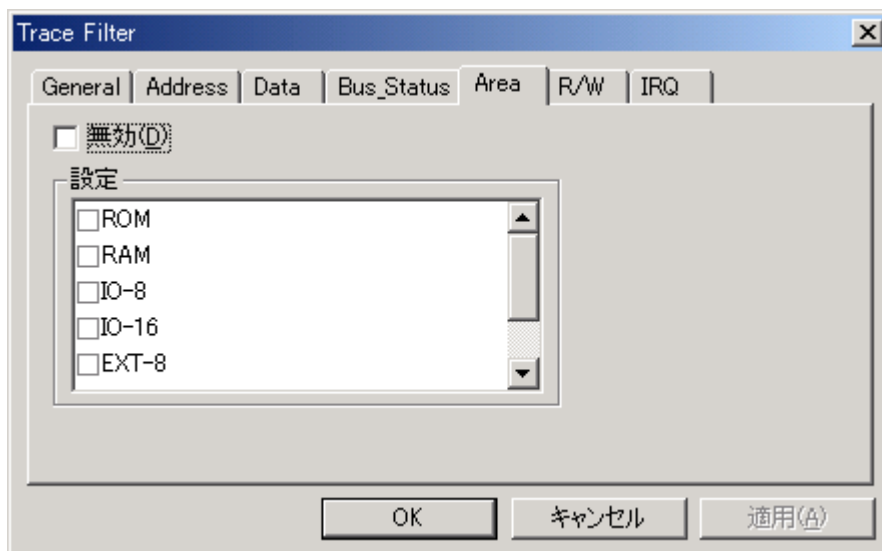 Trace Filter
General Address Data Bus_Status Area R/W IRQ
無効(D)
設定
ROM
RAM
IO-8
IO-16
EXT-8
OK キャンセル 適用(A)